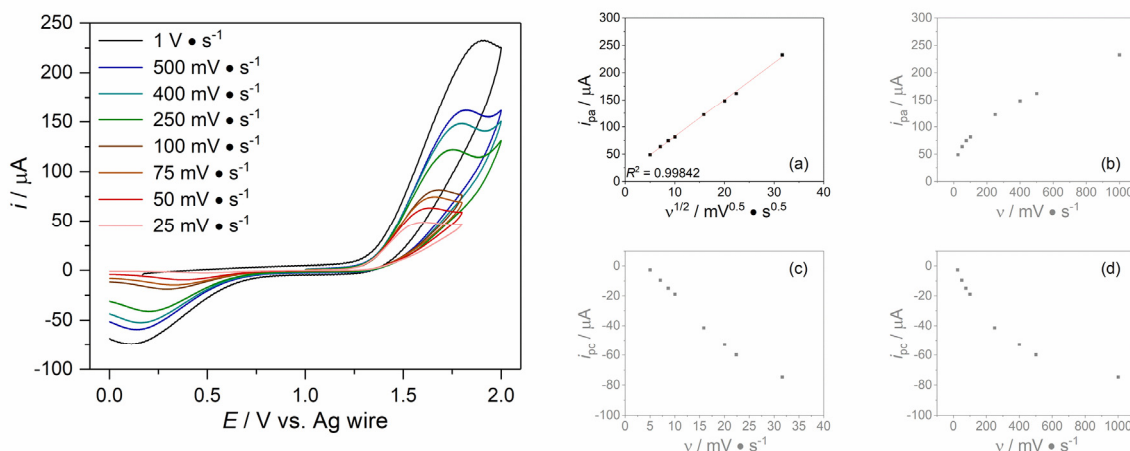 250
200
150
100
50
0
-50
-100
i / µA
1 V • s⁻¹
500 mV • s⁻¹
400 mV • s⁻¹
250 mV • s⁻¹
100 mV • s⁻¹
75 mV • s⁻¹
50 mV • s⁻¹
25 mV • s⁻¹
0.0 0.5 1.0 1.5 2.0
E / V vs. Ag wire
300
250
200
150
100
50
0
iₚₐ / µA
R² = 0.99842
(a)
0 10 20 30 40
ν¹ᐟ² / mV⁰·⁵ • s⁰·⁵
300
250
200
150
100
50
0
iₚₐ / µA
(b)
0 200 400 600 800 1000
ν / mV • s⁻¹
0
-20
-40
-60
-80
-100
i_pc / µA
(c)
0 5 10 15 20 25 30 35 40
ν / mV • s⁻¹
0
-20
-40
-60
-80
-100
i_pc / µA
(d)
0 200 400 600 800 1000
ν / mV • s⁻¹